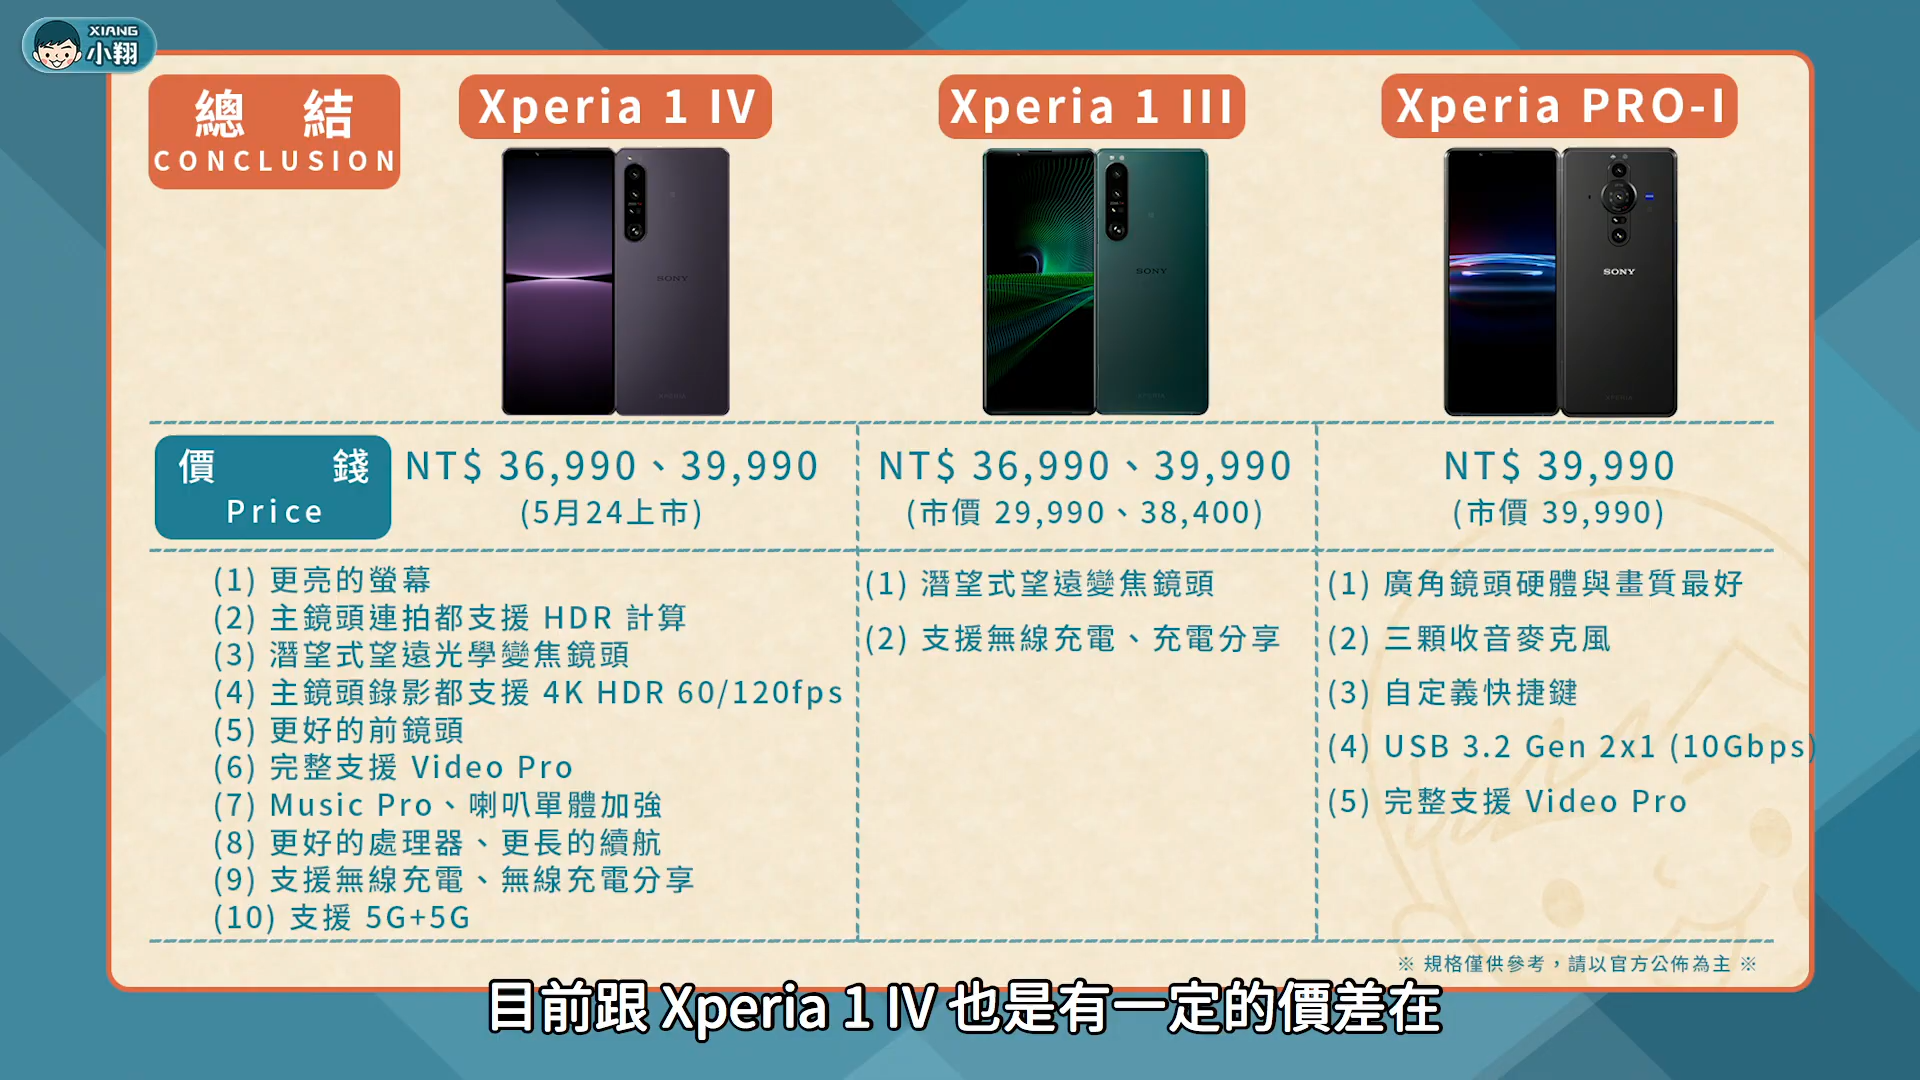 XIANG
小翔
總 結
CONCLUSION
Xperia 1 IV
Xperia 1 III
Xperia PRO-I
SONY
SONY
SONY
XPERIA
XPERIA
XPERIA
價 錢
Price
NT$ 36,990、39,990
(5月24上市)
NT$ 36,990、39,990
(市價 29,990、38,400)
NT$ 39,990
(市價 39,990)
(1) 更亮的螢幕
(2) 主鏡頭連拍都支援 HDR 計算
(3) 潛望式望遠光學變焦鏡頭
(4) 主鏡頭錄影都支援 4K HDR 60/120fps
(5) 更好的前鏡頭
(6) 完整支援 Video Pro
(7) Music Pro、喇叭單體加強
(8) 更好的處理器、更長的續航
(9) 支援無線充電、無線充電分享
(10) 支援 5G+5G
(1) 潛望式望遠變焦鏡頭
(2) 支援無線充電、充電分享
(1) 廣角鏡頭硬體與畫質最好
(2) 三顆收音麥克風
(3) 自定義快捷鍵
(4) USB 3.2 Gen 2x1 (10Gbps)
(5) 完整支援 Video Pro
※ 規格僅供參考，請以官方公佈為主 ※
目前跟 Xperia 1 IV 也是有一定的價差在